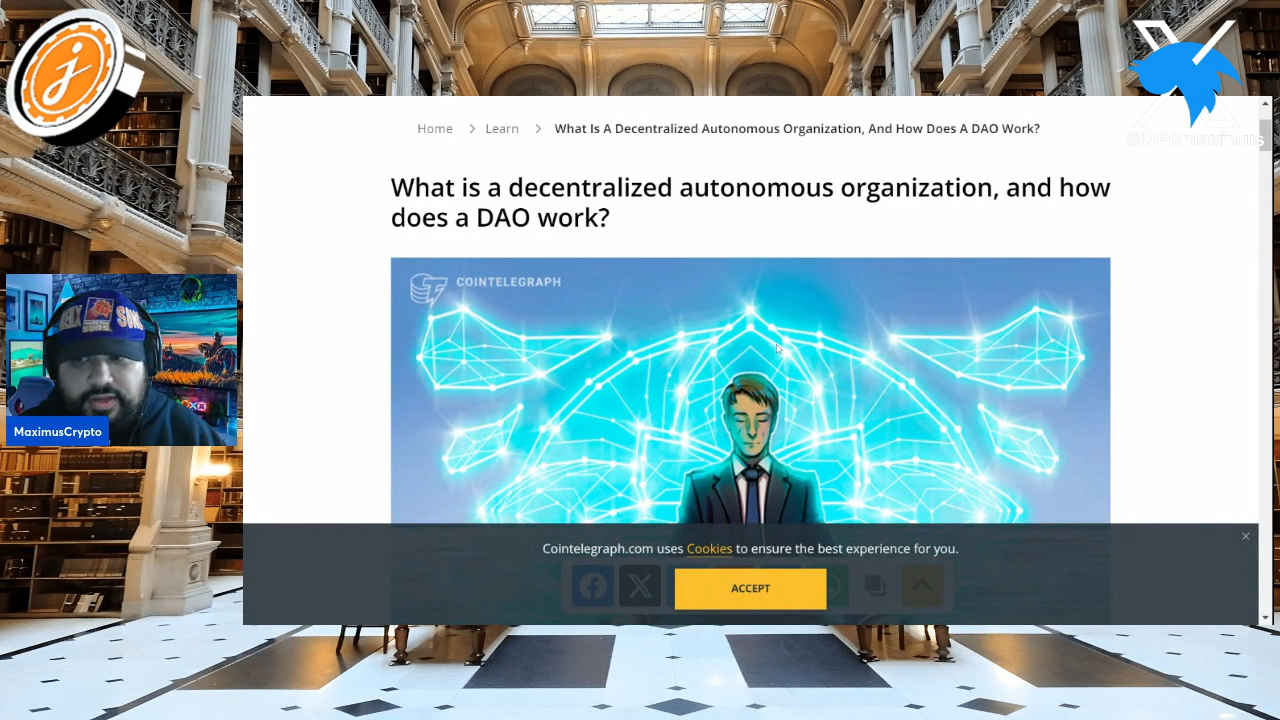 Home > Learn > What Is A Decentralized Autonomous Organization, And How Does A DAO Work?
What is a decentralized autonomous organization, and how
does a DAO work?
COINTELEGRAPH
MaximusCrypto
Cointelegraph.com uses Cookies to ensure the best experience for you.
ACCEPT